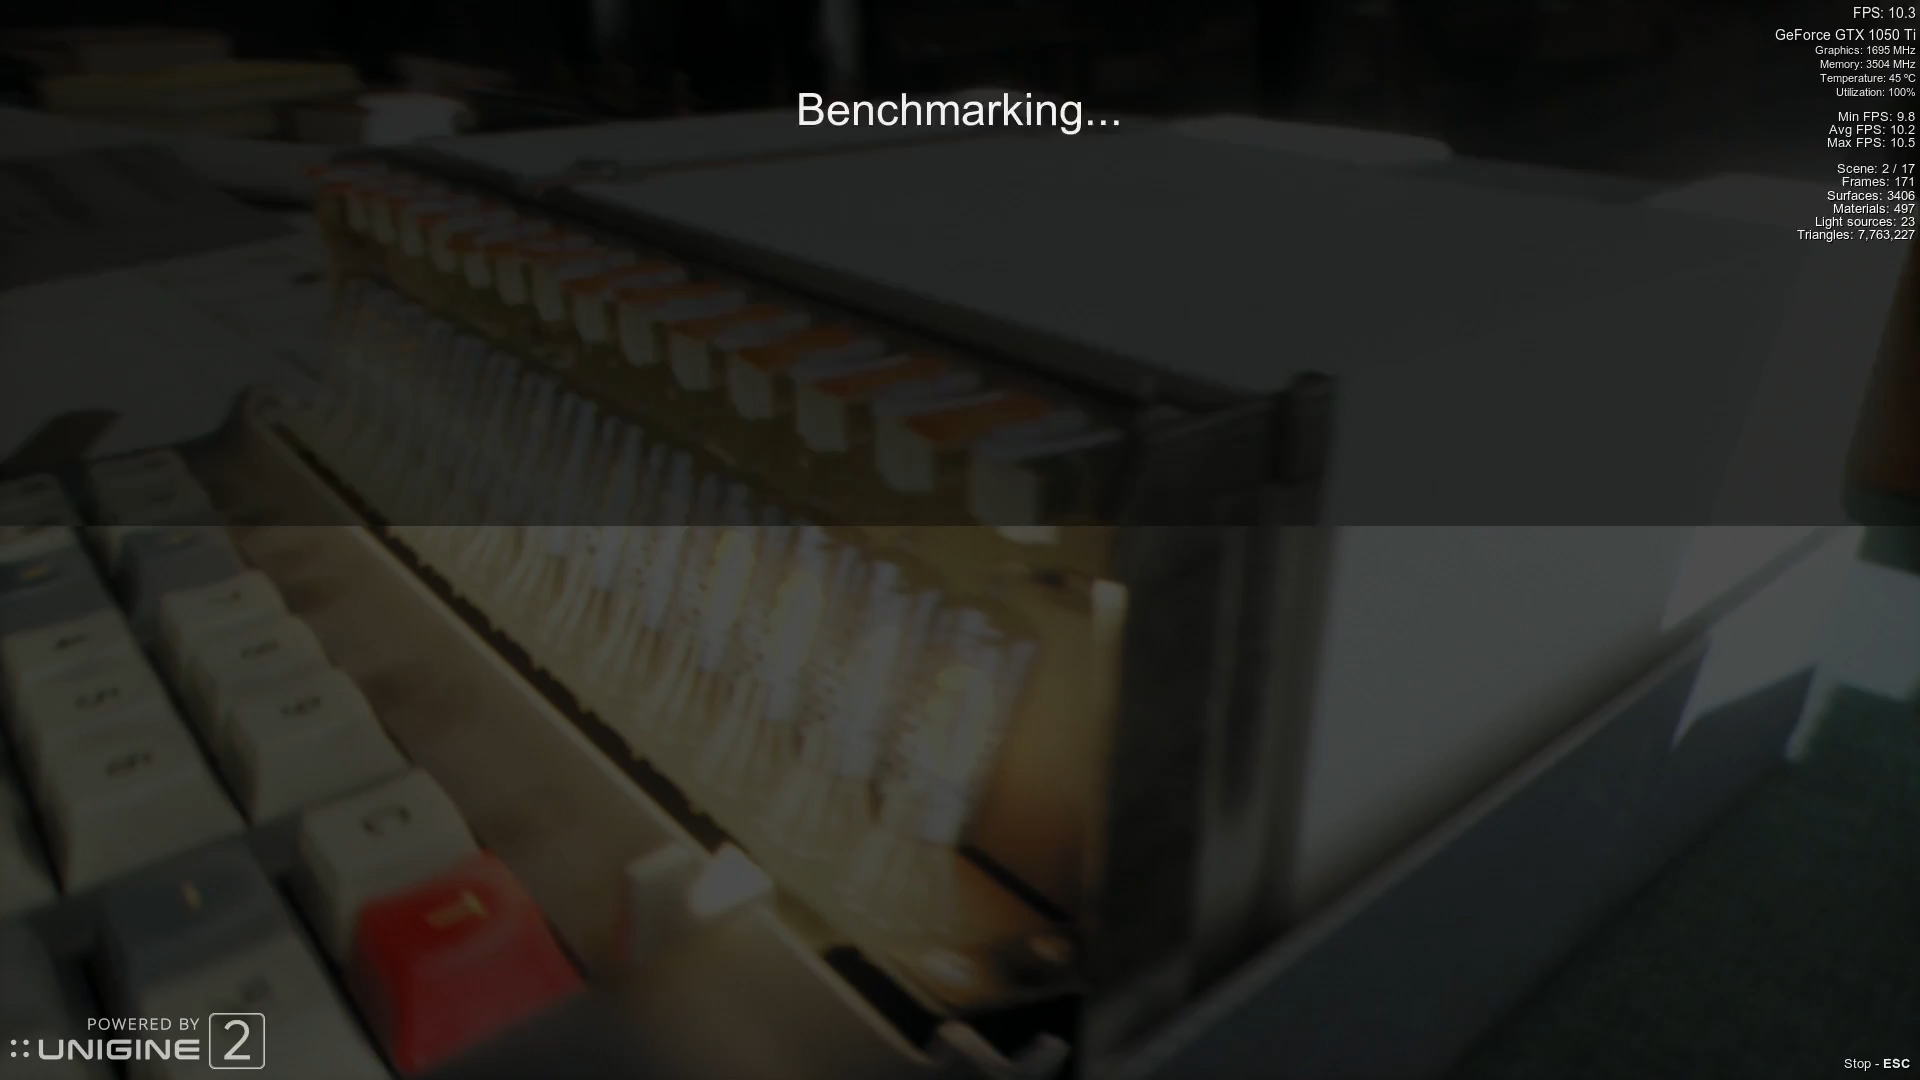 FPS: 10.3
GeForce GTX 1050 Ti
Graphics: 1695 MHz
Memory: 3504 MHz
Temperature: 45 °C
Utilization: 100%
Benchmarking...
Min FPS: 9.8
Avg FPS: 10.2
Max FPS: 10.5
Scene: 2 / 17
Frames: 171
Surfaces: 3406
Materials: 497
Light sources: 23
Triangles: 7,763,227
C
T
POWERED BY
UNIGINE 2
Stop - ESC